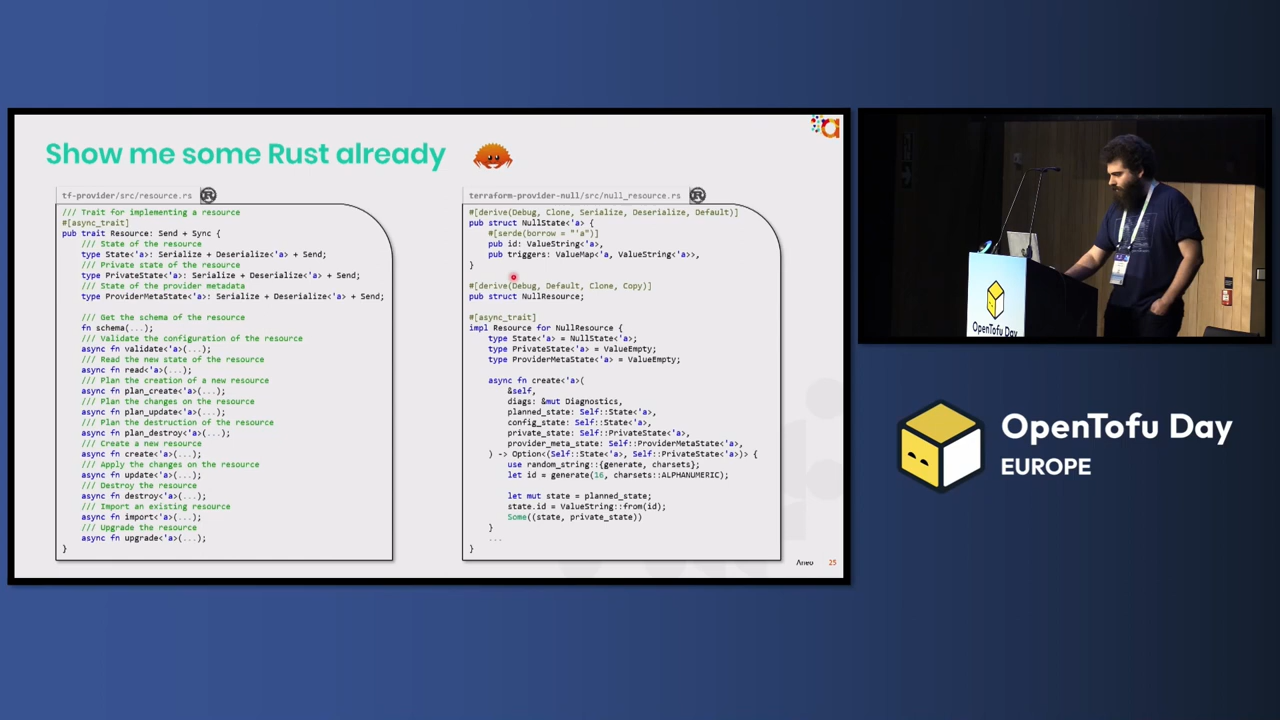 Show me some Rust already
tf-provider/src/resource.rs
/// Trait for implementing a resource
#[async_trait]
pub trait Resource: Send + Sync {
/// State of the resource
type State<'a>: Serialize + Deserialize<'a> + Send;
/// Private state of the resource
type PrivateState<'a>: Serialize + Deserialize<'a> + Send;
/// State of the provider metadata
type ProviderMetaState<'a>: Serialize + Deserialize<'a> + Send;
/// Get the schema of the resource
fn schema(...);
/// Validate the configuration of the resource
async fn validate<'a>(...);
/// Read the new state of the resource
async fn read<'a>(...);
/// Plan the creation of a new resource
async fn plan_create<'a>(...);
/// Plan the changes on the resource
async fn plan_update<'a>(...);
/// Plan the destruction of the resource
async fn plan_destroy<'a>(...);
/// Create a new resource
async fn create<'a>(...);
/// Apply the changes on the resource
async fn update<'a>(...);
/// Destroy the resource
async fn destroy<'a>(...);
/// Import an existing resource
async fn import<'a>(...);
/// Upgrade the resource
async fn upgrade<'a>(...);
}
terraform-provider-null/src/null_resource.rs
#[derive(Debug, Clone, Serialize, Deserialize, Default)]
pub struct NullState<'a> {
#[serde(borrow = "'a")]
pub id: ValueString<'a>,
pub triggers: ValueMap<'a, ValueString<'a>>,
}
#[derive(Debug, Default, Clone, Copy)]
pub struct NullResource;
#[async_trait]
impl Resource for NullResource {
type State<'a> = NullState<'a>;
type PrivateState<'a> = ValueEmpty;
type ProviderMetaState<'a> = ValueEmpty;
async fn create<'a>(
&self,
diags: &mut Diagnostics,
planned_state: Self::State<'a>,
config_state: Self::State<'a>,
private_state: Self::PrivateState<'a>,
provider_meta_state: Self::ProviderMetaState<'a>,
) -> Option<(Self::State<'a>, Self::PrivateState<'a>)> {
use random_string::{generate, charsets};
let id = generate(16, charsets::ALPHANUMERIC);
let mut state = planned_state;
state.id = ValueString::from(id);
Some((state, private_state))
}
...
}
Aneo 25
OpenTofu Day
OpenTofu Day
EUROPE